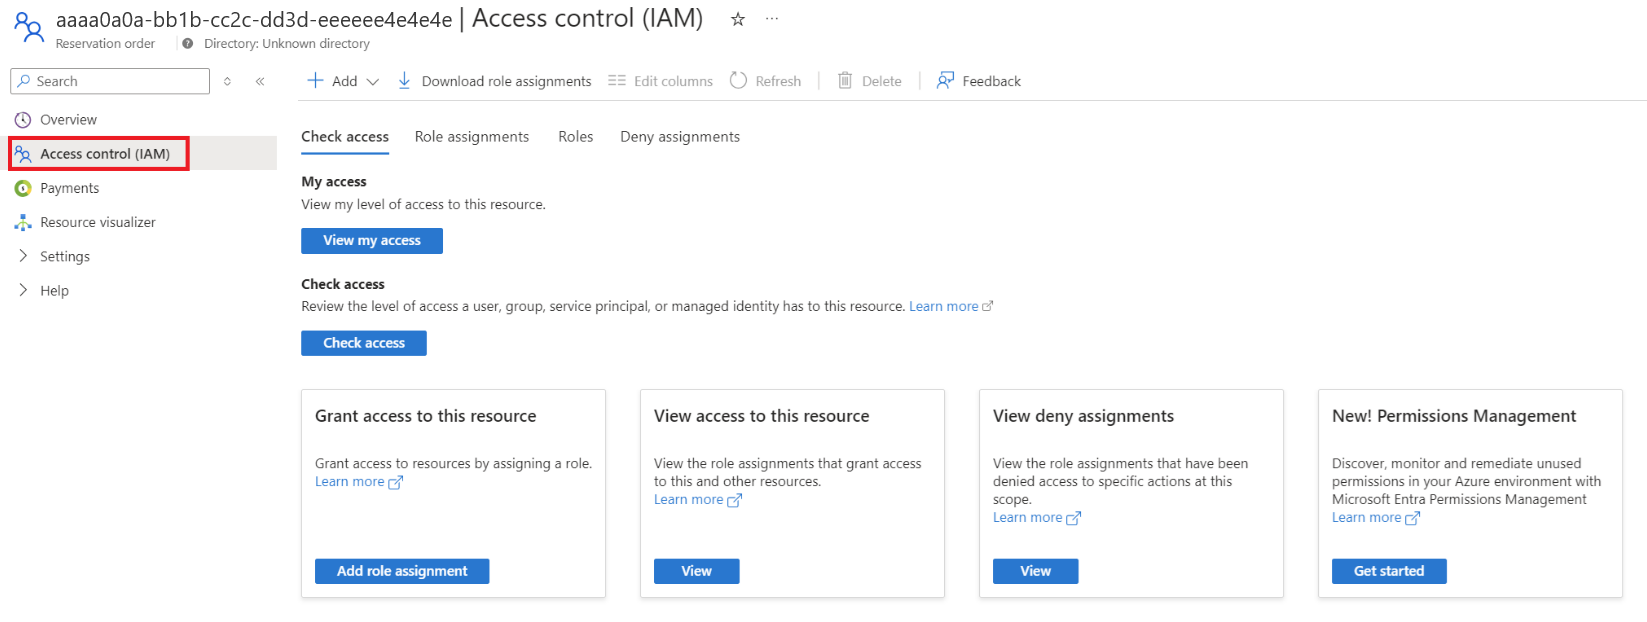 aaaa0a0a-bb1b-cc2c-dd3d-eeeeee4e4e4e | Access control (IAM)
Reservation order
Directory: Unknown directory
Search
Add
Download role assignments
Edit columns
Refresh
Delete
Feedback
Overview
Access control (IAM)
Payments
Resource visualizer
Settings
Help
Check access
Role assignments
Roles
Deny assignments
My access
View my level of access to this resource.
View my access
Check access
Review the level of access a user, group, service principal, or managed identity has to this resource. Learn more
Check access
Grant access to this resource
Grant access to resources by assigning a role.
Learn more
Add role assignment
View access to this resource
View the role assignments that grant access
to this and other resources.
Learn more
View
View deny assignments
View the role assignments that have been
denied access to specific actions at this
scope.
Learn more
View
New! Permissions Management
Discover, monitor and remediate unused
permissions in your Azure environment with
Microsoft Entra Permissions Management
Learn more
Get started